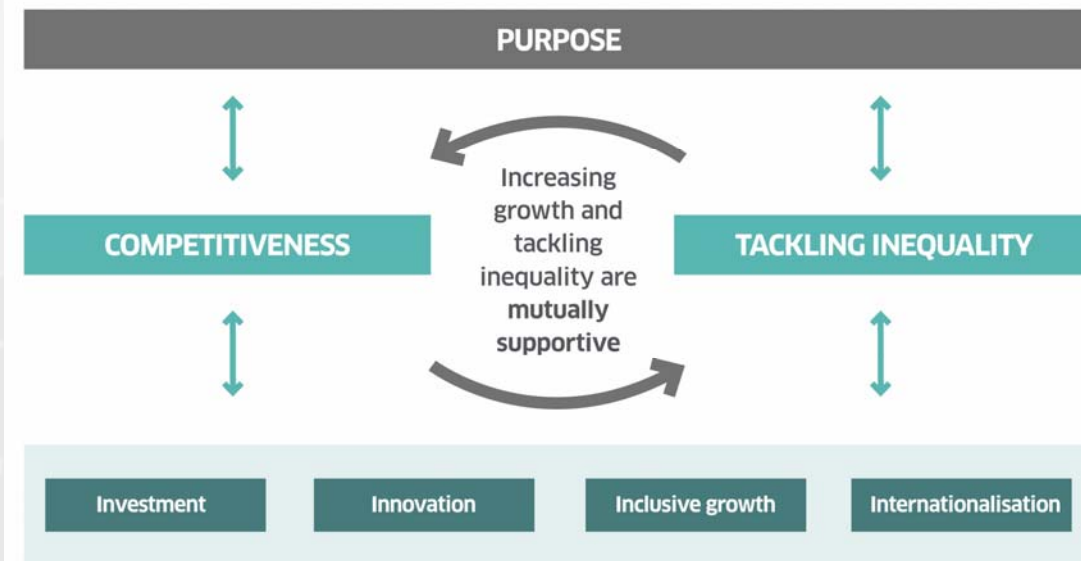 PURPOSE
COMPETITIVENESS
Increasing
growth and
tackling
inequality are
mutually
supportive
TACKLING INEQUALITY
Investment
Innovation
Inclusive growth
Internationalisation